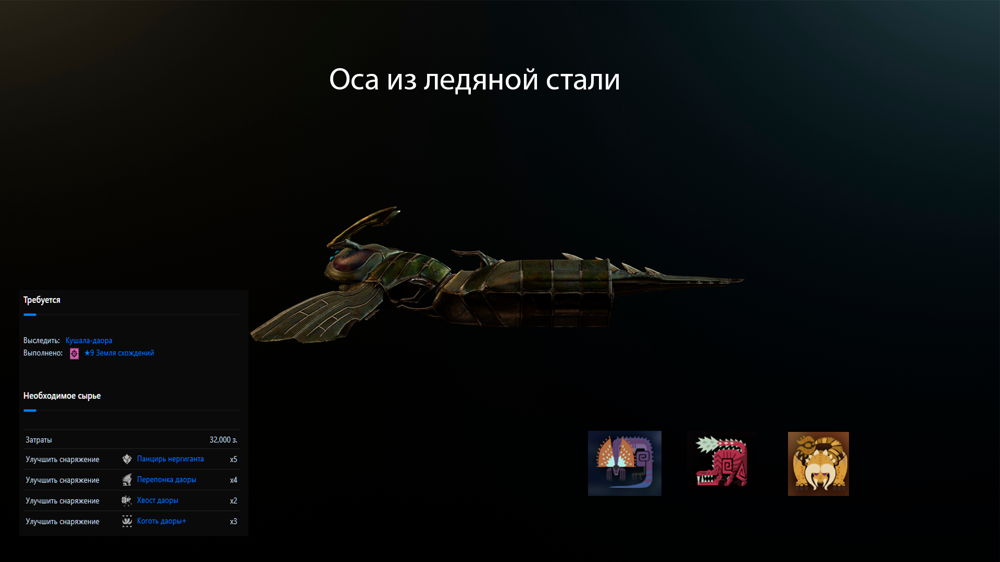 Оса из ледяной стали
Требуется
Выследить: Кушала-даора
Выполнено: ★9 Земля схождений
Необходимое сырье
Затраты 32,000 з.
Улучшить снаряжение Панцирь нергиганта x5
Улучшить снаряжение Перепонка даоры x4
Улучшить снаряжение Хвост даоры x2
Улучшить снаряжение Коготь даоры+ x3